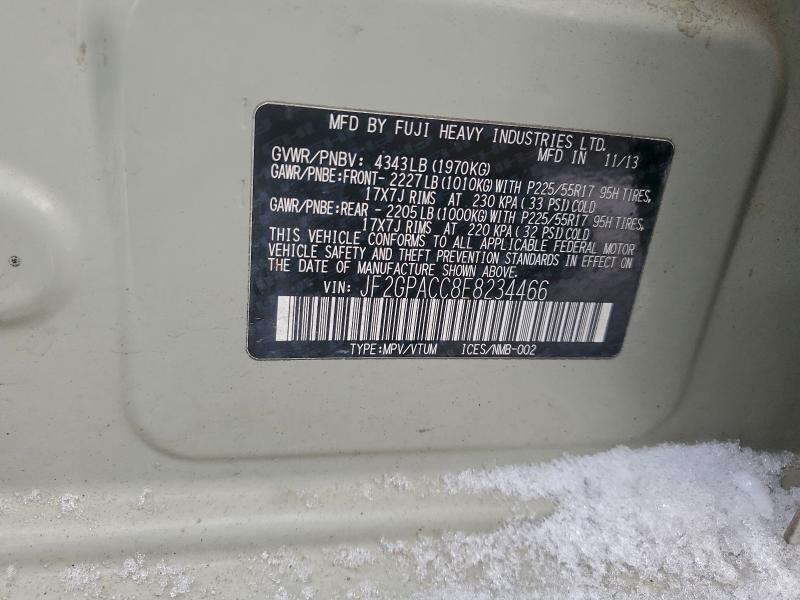 MFD BY FUJI HEAVY INDUSTRIES LTD.
MFD IN 11/13
GVWR/PNBV: 4343LB (1970KG)
GAWR/PNBE:FRONT- 2227LB (1010KG) WITH P225/55R17 95H TIRES,
17X7J RIMS AT 230 KPA (33 PSI) COLD
GAWR/PNBE:REAR - 2205LB (1000KG) WITH P225/55R17 95H TIRES,
17X7J RIMS AT 220 KPA (32 PSI) COLD
THIS VEHICLE CONFORMS TO ALL APPLICABLE FEDERAL MOTOR
VEHICLE SAFETY AND THEFT PREVENTION STANDARDS IN EFFECT ON
THE DATE OF MANUFACTURE SHOWN ABOVE.
VIN: JF2GPACC8E8234466
TYPE:MPV/VTUM ICES/NMB-002